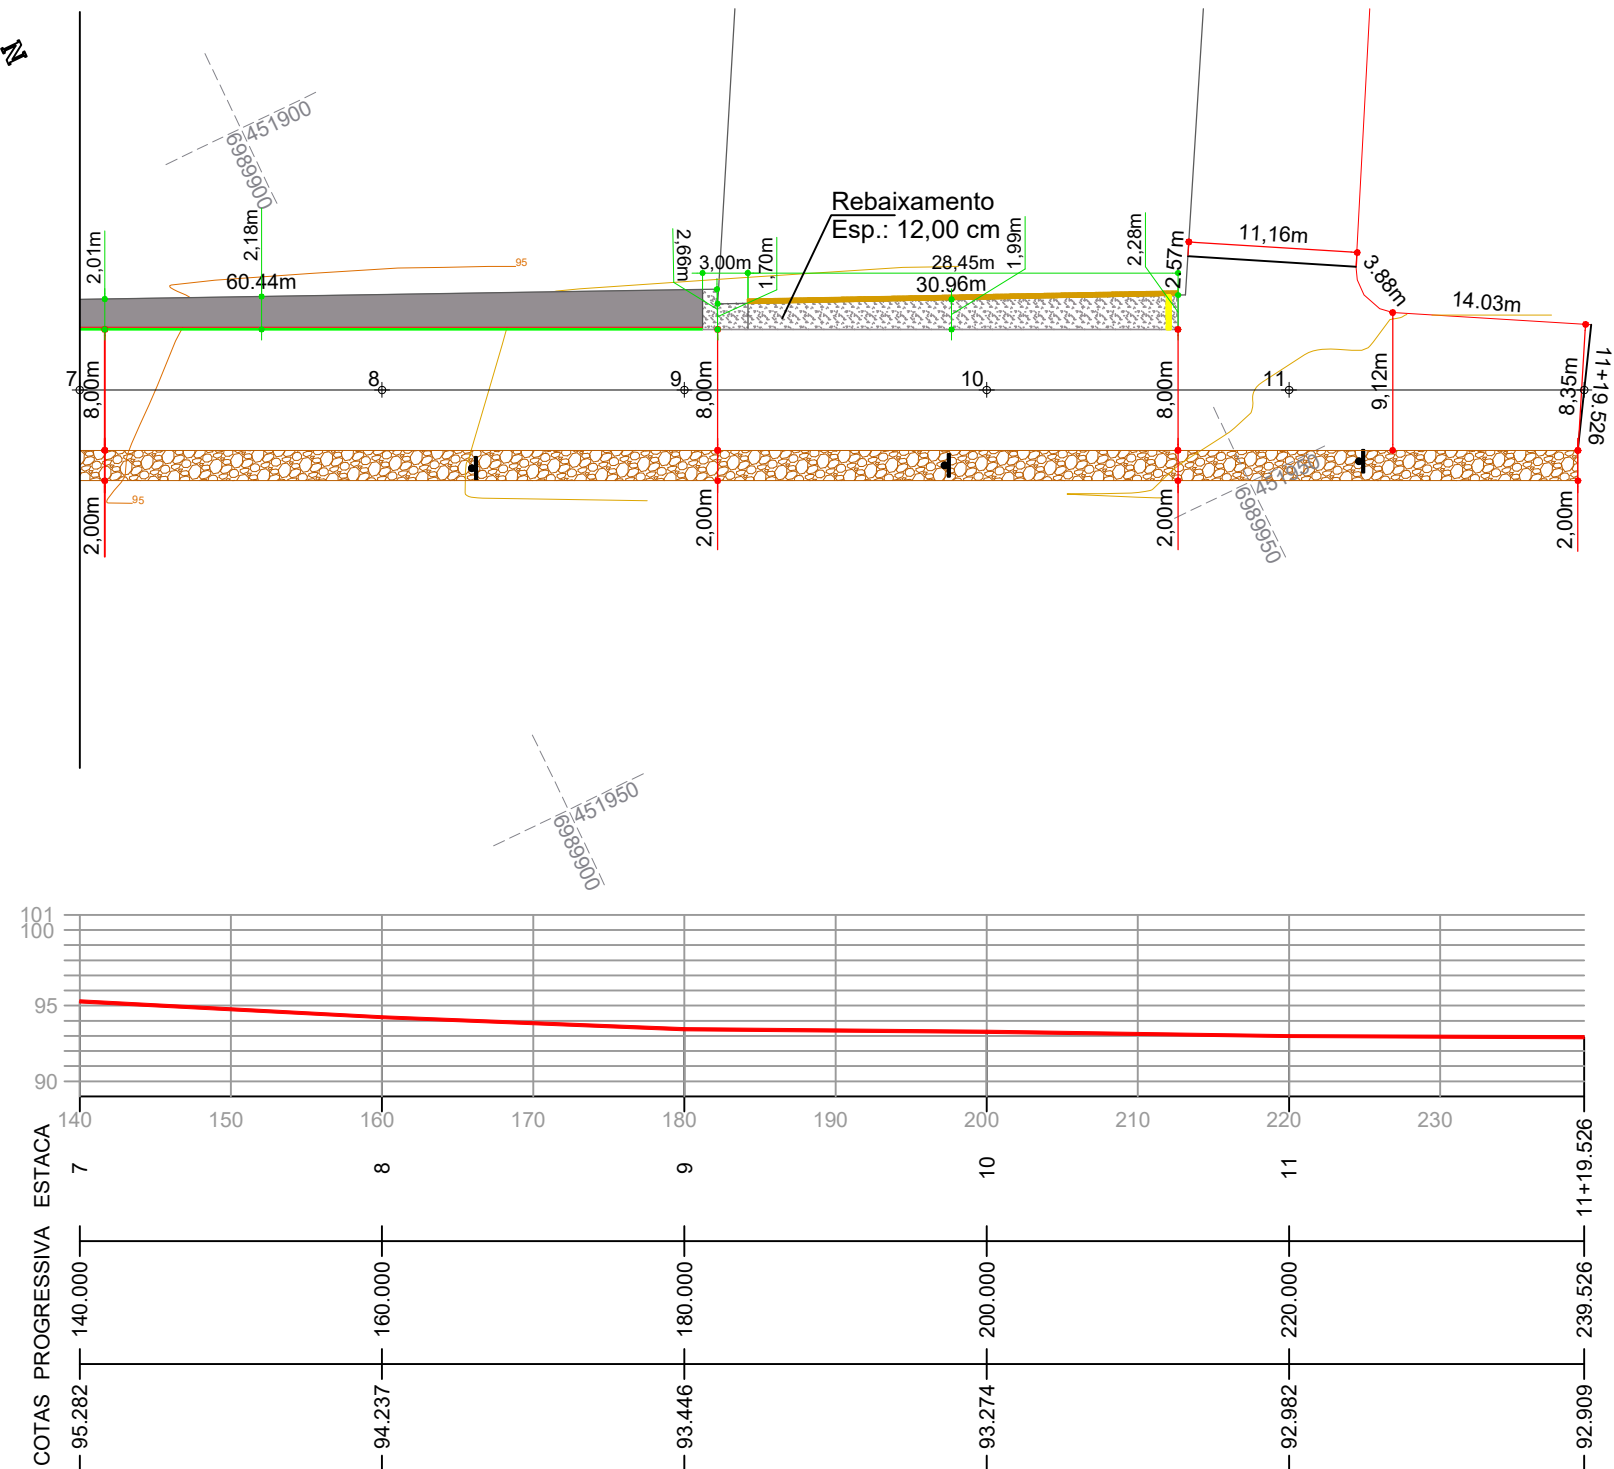 N
451900
6989900
Rebaixamento
Esp.: 12,00 cm
2,01m
2,18m
60.44m
95
2,66m
3,00m
1,70m
28,45m
30.96m
1,99m
2,28m
2.57m
11,16m
3.88m
14.03m
7
8
9
10
11
11+19.526
8,00m
8,00m
8,00m
9,12m
8,35m
95
2,00m
2,00m
2,00m
2,00m
451950
6989950
451950
6989900
101
100
95
90
140
150
160
170
180
190
200
210
220
230
ESTACA
7
8
9
10
11
11+19.526
PROGRESSIVA
140.000
160.000
180.000
200.000
220.000
239.526
COTAS
95.282
94.237
93.446
93.274
92.982
92.909